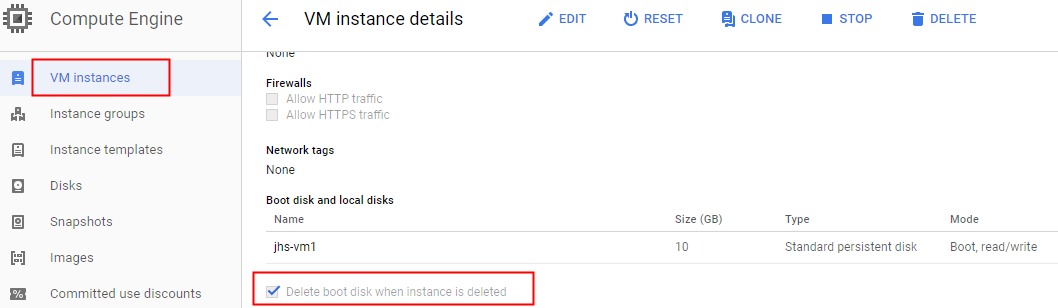 Compute Engine
VM instance details
EDIT
RESET
CLONE
STOP
DELETE
VM instances
Instance groups
Instance templates
Disks
Snapshots
Images
Committed use discounts
None
Firewalls
Allow HTTP traffic
Allow HTTPS traffic
Network tags
None
Boot disk and local disks
Name Size (GB) Type Mode
jhs-vm1 10 Standard persistent disk Boot, read/write
Delete boot disk when instance is deleted